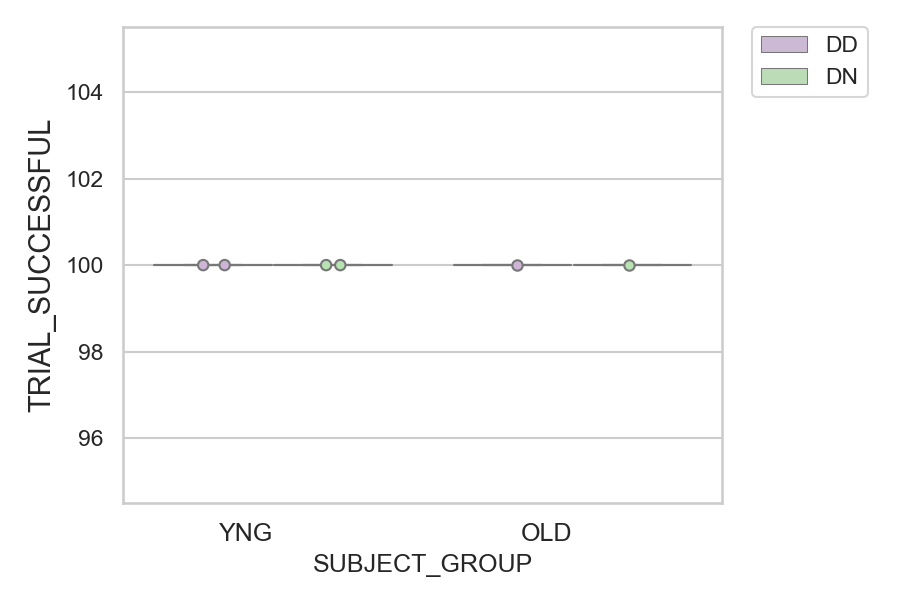 DD
DN
TRIAL_SUCCESSFUL
104
102
100
98
96
YNG
OLD
SUBJECT_GROUP